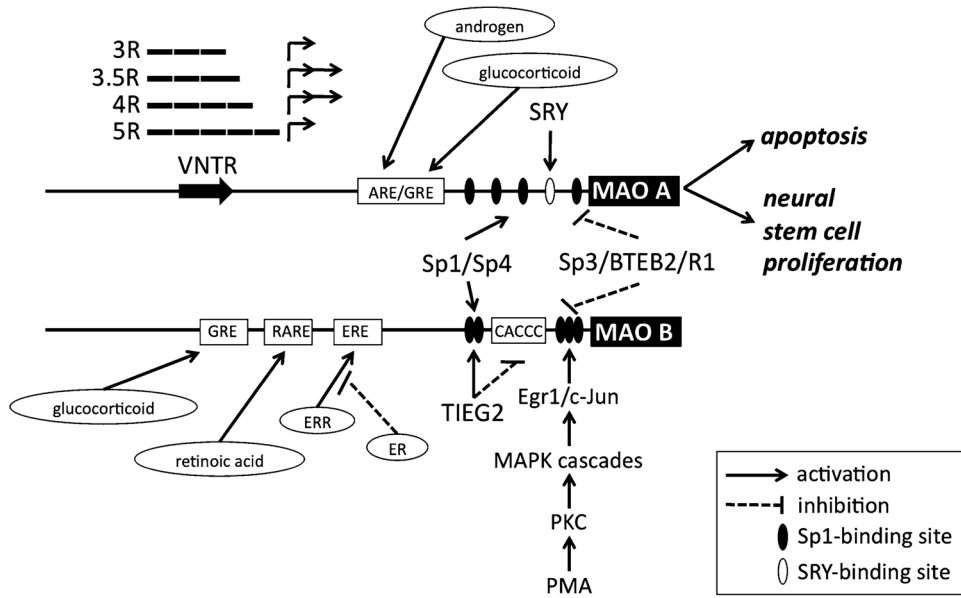 androgen
3R
3.5R
4R
5R
glucocorticoid
SRY
VNTR
apoptosis
ARE/GRE
MAO A
neural
stem cell
proliferation
Sp1/Sp4
Sp3/BTEB2/R1
GRE
RARE
ERE
CACCC
MAO B
glucocorticoid
ERR
TIEG2
Egr1/c-Jun
ER
retinoic acid
MAPK cascades
PKC
PMA
activation
inhibition
Sp1-binding site
SRY-binding site